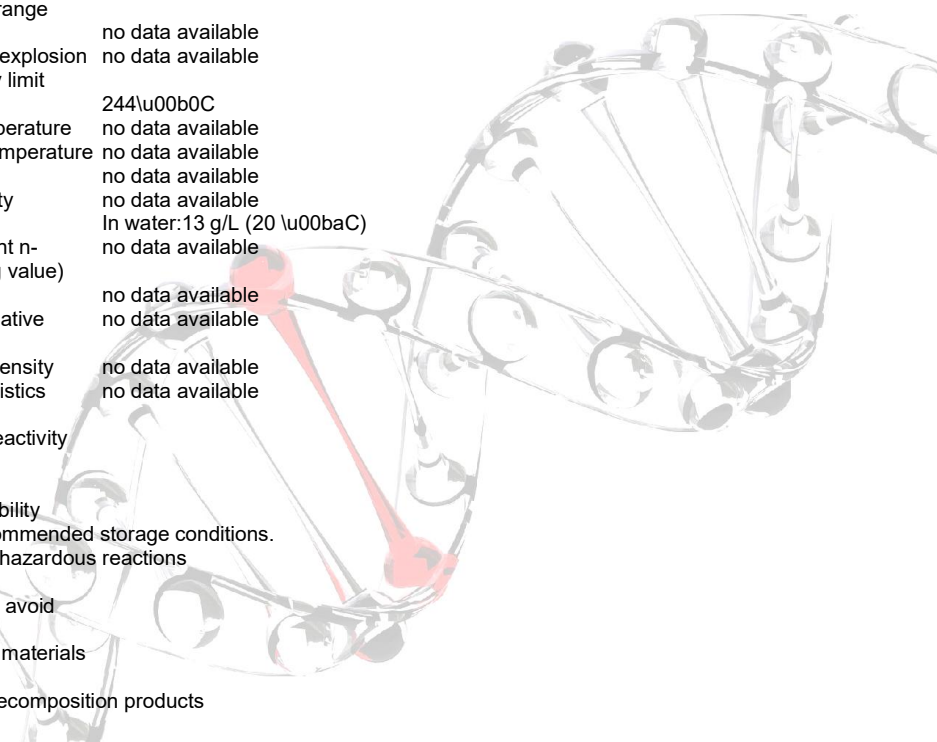 range
no data available
explosion no data available
limit
244\u00b0C
perature no data available
mperature no data available
no data available
ty no data available
In water:13 g/L (20 \u00baC)
nt n- no data available
g value)
no data available
ative no data available
ensity no data available
istics no data available
eactivity
bility
ommended storage conditions.
hazardous reactions
avoid
materials
ecomposition products